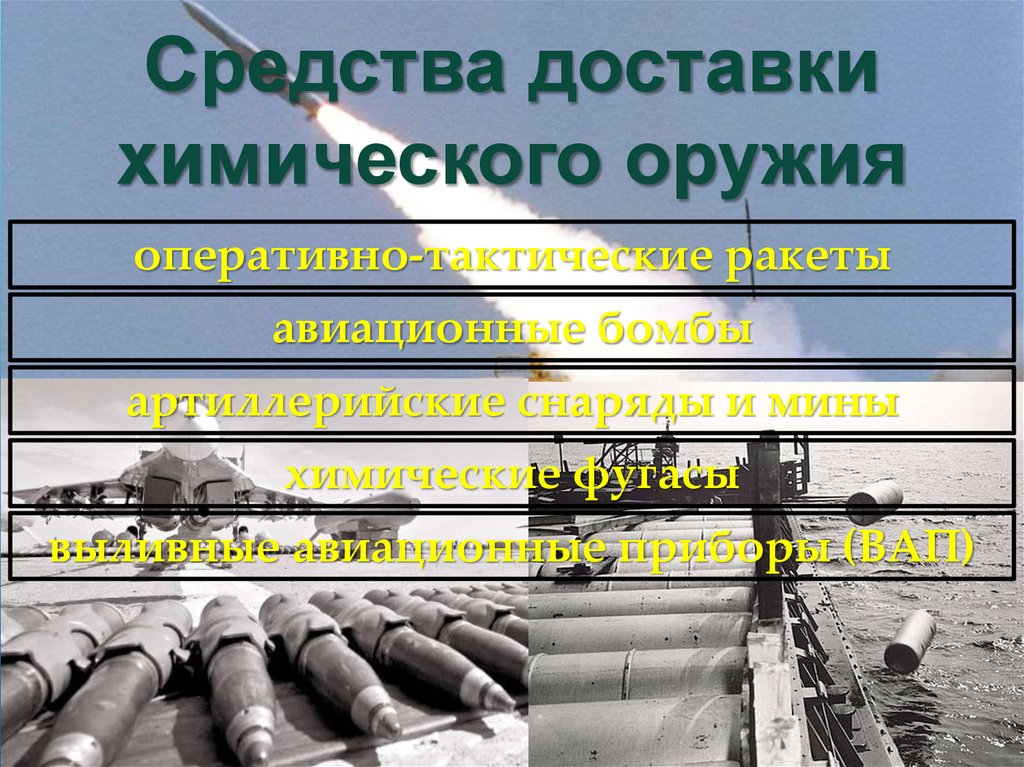 Средства доставки
химического оружия
оперативно-тактические ракеты
авиационные бомбы
артиллерийские снаряды и мины
химические фугасы
выливные авиационные приборы (ВАП)